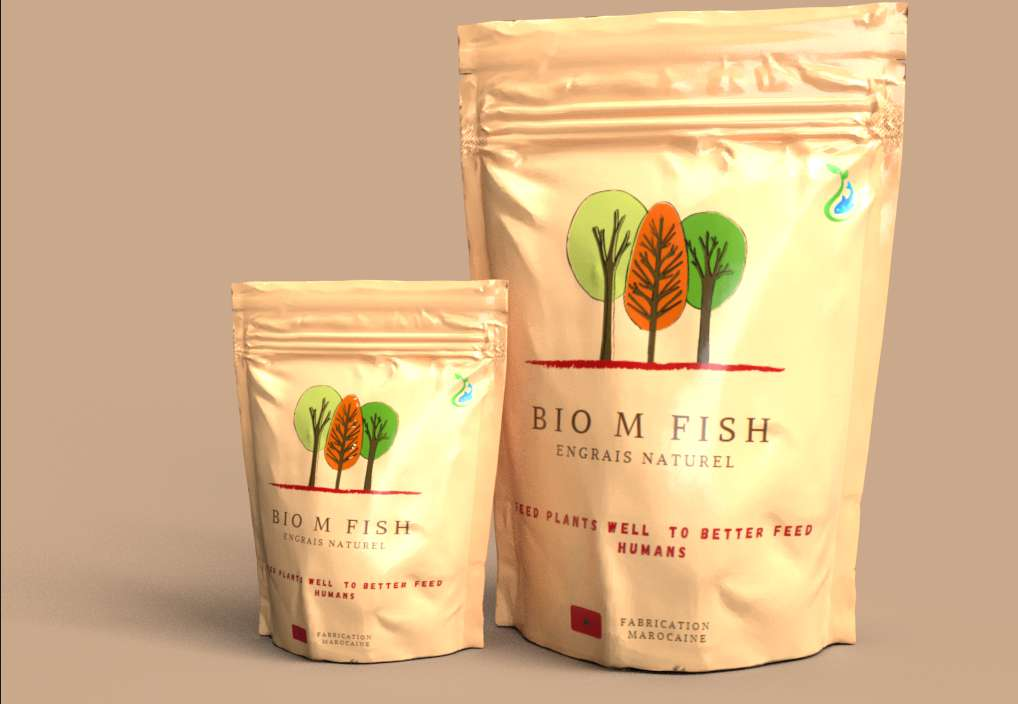 BIO M FISH
ENGRAIS NATUREL
FEED PLANTS WELL TO BETTER FEED
HUMANS
FABRICATION
MAROCAINE
BIO M FISH
ENGRAIS NATUREL
FEED PLANTS WELL TO BETTER FEED
HUMANS
FABRICATION
MAROCAINE